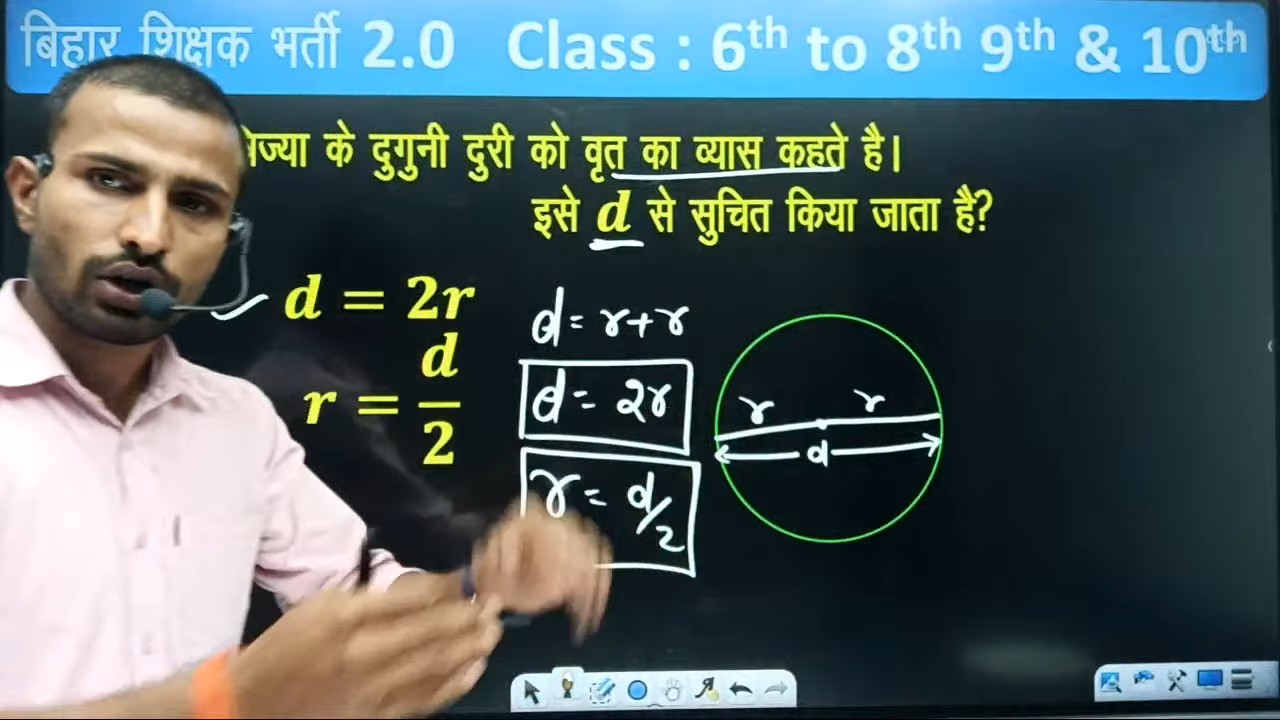 बिहार शिक्षक भर्ती 2.0 Class : 6th to 8th 9th & 10th
के दुगुनी दुरी को वृत का व्यास कहते है।
इसे d से सुचित किया जाता है?
d = 2r
r = d/2
d = r+r
d = 2r
r = d/2
r r
d